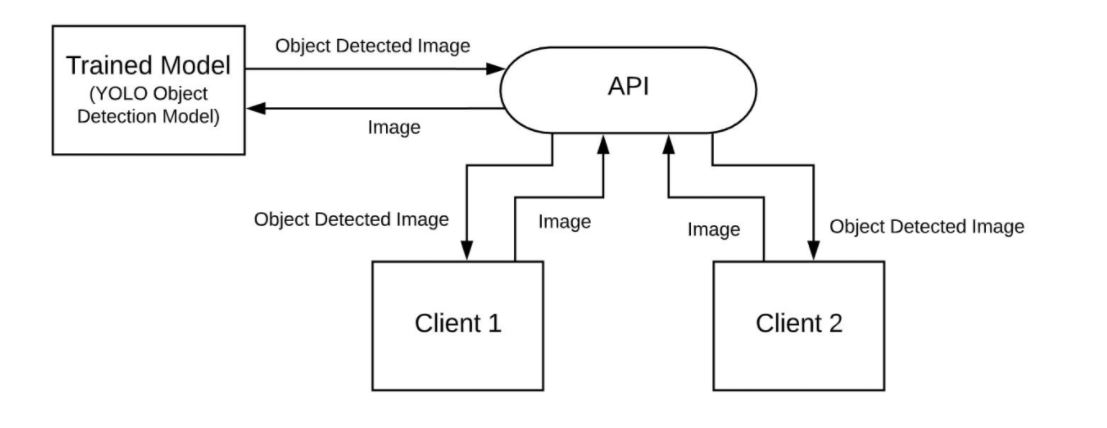 Object Detected Image
Trained Model
(YOLO Object
Detection Model)
API
Image
Object Detected Image
Image
Image
Object Detected Image
Client 1
Client 2